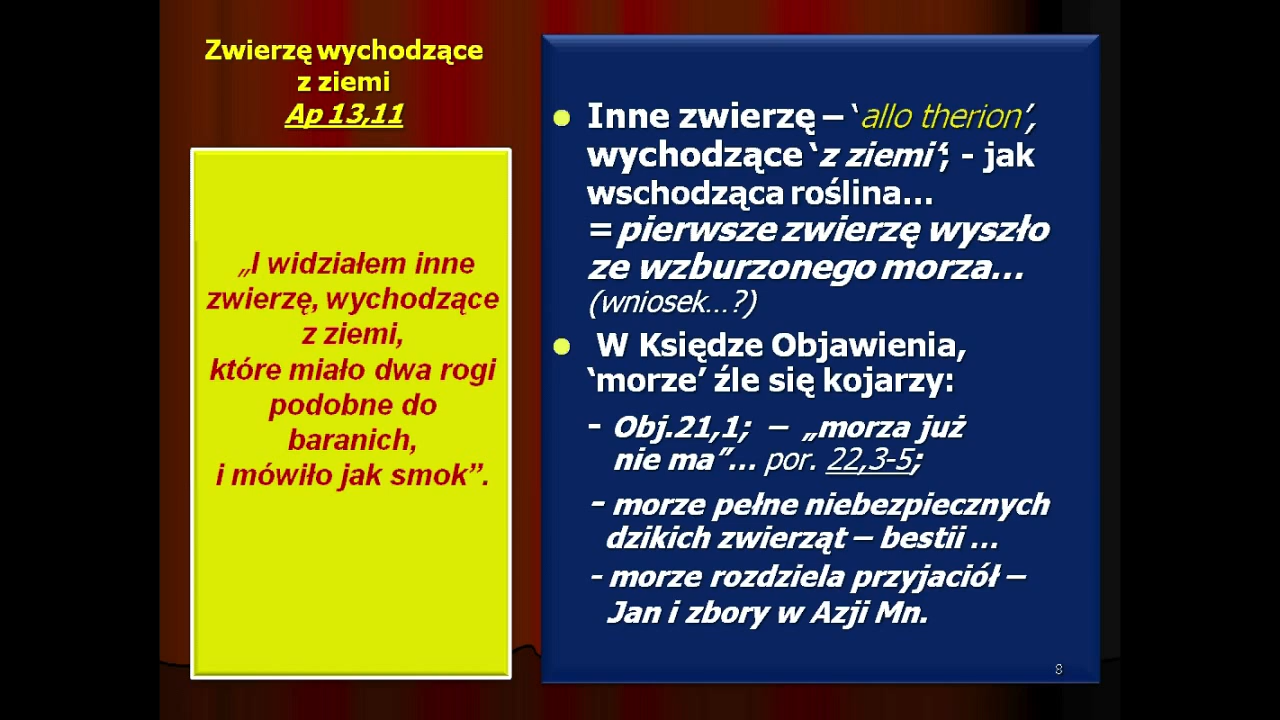 Zwierzę wychodzące
z ziemi
Ap 13,11
„I widziałem inne
zwierzę, wychodzące
z ziemi,
które miało dwa rogi
podobne do
baranich,
i mówiło jak smok”.
● Inne zwierzę – ‘allo therion’,
wychodzące ‘z ziemi’; - jak
wschodząca roślina…
= pierwsze zwierzę wyszło
ze wzburzonego morza…
(wniosek…?)
● W Księdze Objawienia,
‘morze’ źle się kojarzy:
- Obj.21,1; – „morza już
nie ma”… por. 22,3-5;
- morze pełne niebezpiecznych
dzikich zwierząt – bestii …
- morze rozdziela przyjaciół –
Jan i zbory w Azji Mn.
8